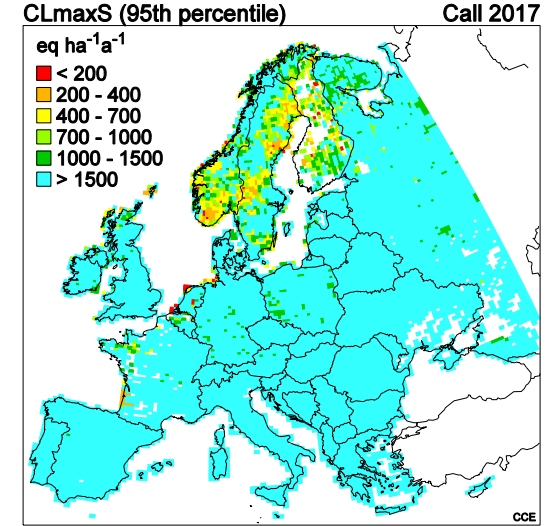 CLmaxS (95th percentile) Call 2017
eq ha-1a-1
< 200
200 - 400
400 - 700
700 - 1000
1000 - 1500
> 1500
CCE